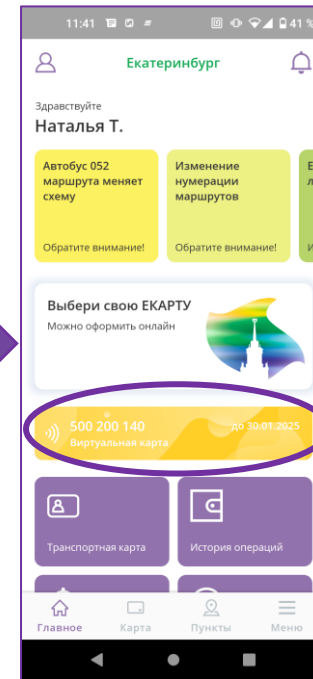 11:41
41 %
Екатеринбург
Здравствуйте
Наталья Т.
Автобус 052
маршрута меняет
схему
Обратите внимание!
Изменение
нумерации
маршрутов
Обратите внимание!
Выбери свою ЕКАРТУ
Можно оформить онлайн
500 200 140
до 30.01.2025
Виртуальная карта
Транспортная карта
История операций
Главное
Карта
Пункты
Меню